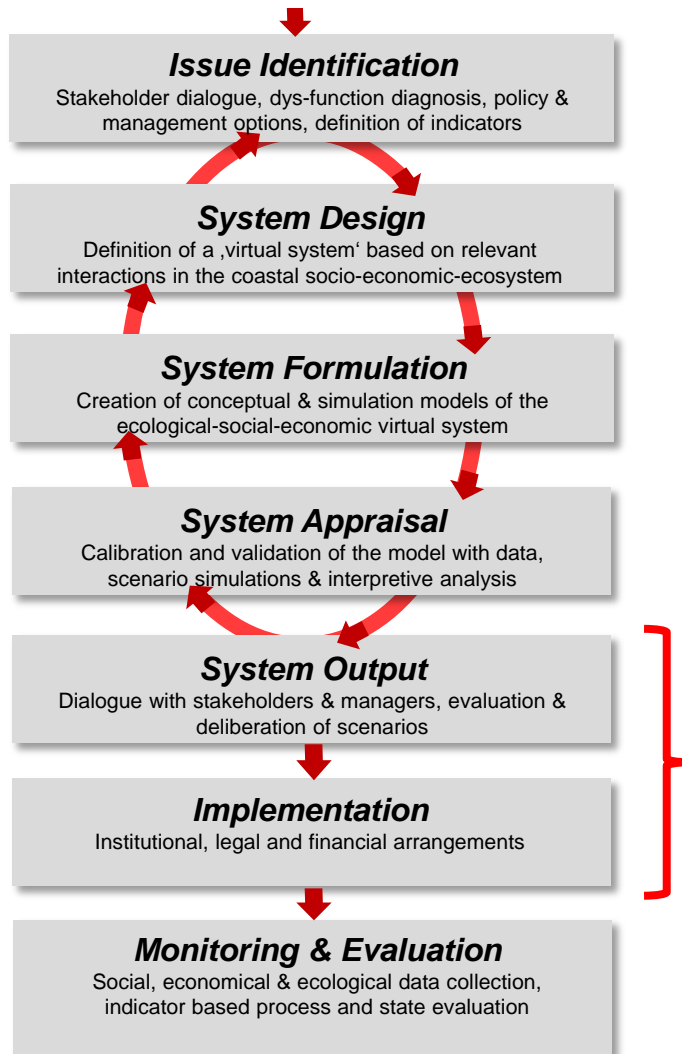 Issue Identification
Stakeholder dialogue, dys-function diagnosis, policy &
management options, definition of indicators
System Design
Definition of a ‚virtual system‘ based on relevant
interactions in the coastal socio-economic-ecosystem
System Formulation
Creation of conceptual & simulation models of the
ecological-social-economic virtual system
System Appraisal
Calibration and validation of the model with data,
scenario simulations & interpretive analysis
System Output
Dialogue with stakeholders & managers, evaluation &
deliberation of scenarios
Implementation
Institutional, legal and financial arrangements
Monitoring & Evaluation
Social, economical & ecological data collection,
indicator based process and state evaluation